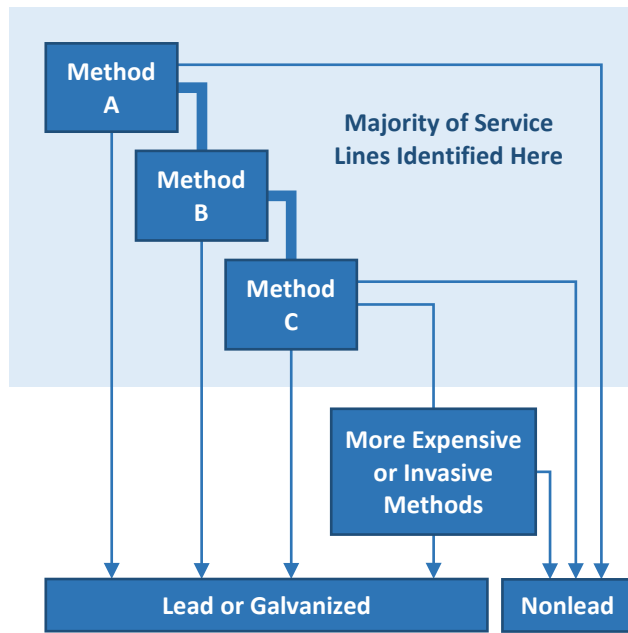 Method
A
Majority of Service
Lines Identified Here
Method
B
Method
C
More Expensive
or Invasive
Methods
Lead or Galvanized
Nonlead